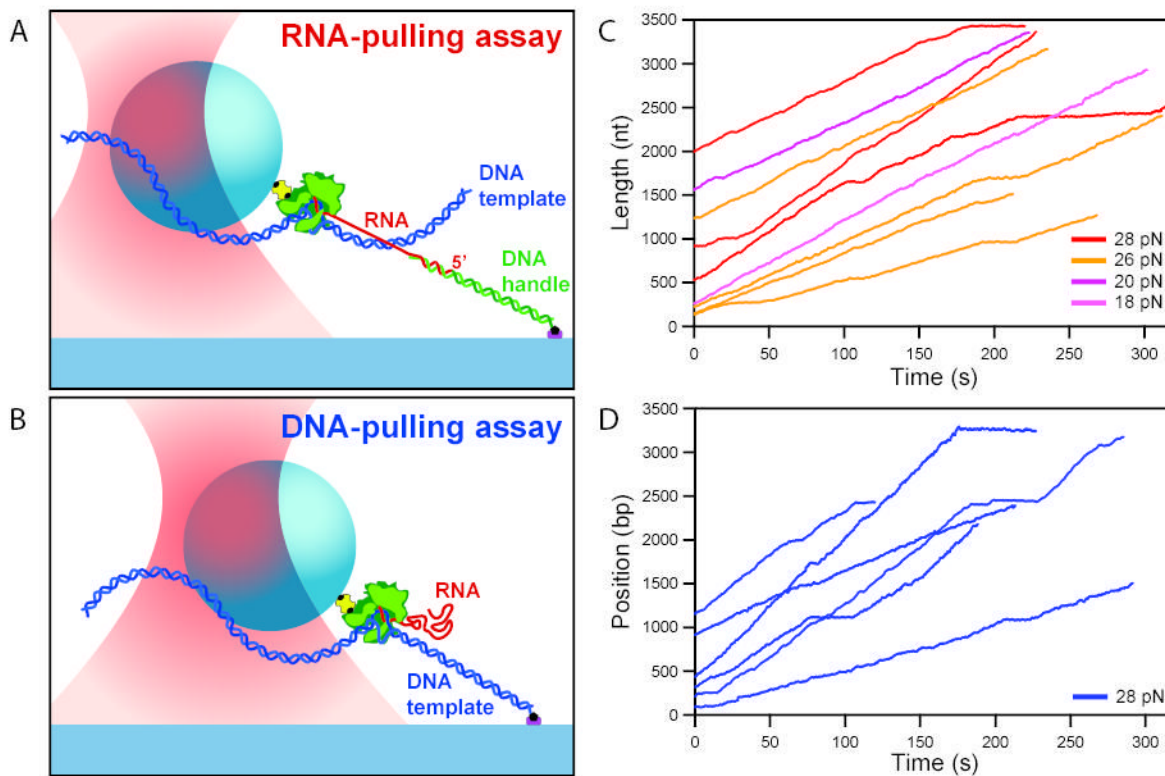 A
RNA-pulling assay
DNA
template
RNA
5’
DNA
handle
B
DNA-pulling assay
RNA
DNA
template
C
3500
3000
2500
2000
1500
1000
500
0
Length (nt)
28 pN
26 pN
20 pN
18 pN
0 50 100 150 200 250 300
Time (s)
D
3500
3000
2500
2000
1500
1000
500
0
Position (bp)
28 pN
0 50 100 150 200 250 300
Time (s)